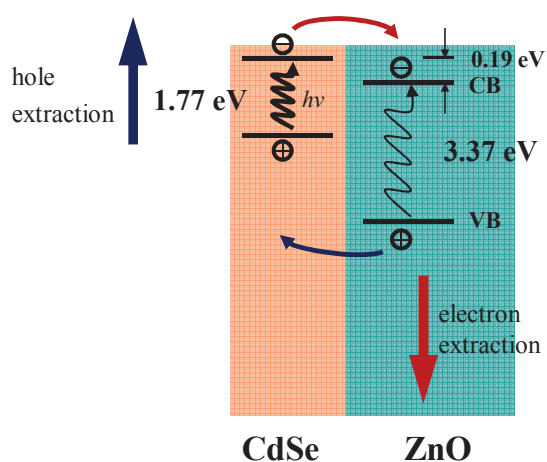 0.19 eV
CB
hole
extraction
1.77 eV
hν
3.37 eV
VB
electron
extraction
CdSe
ZnO